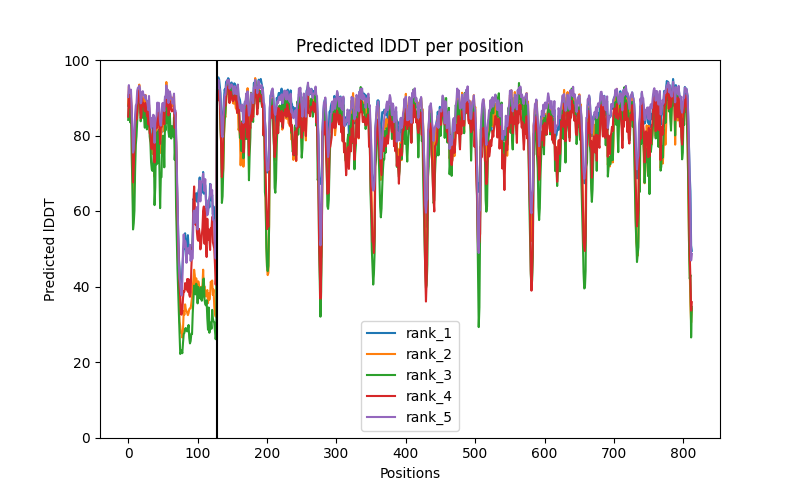 Predicted lDDT per position
100
80
60
40
20
0
Predicted lDDT
rank_1
rank_2
rank_3
rank_4
rank_5
0 100 200 300 400 500 600 700 800
Positions